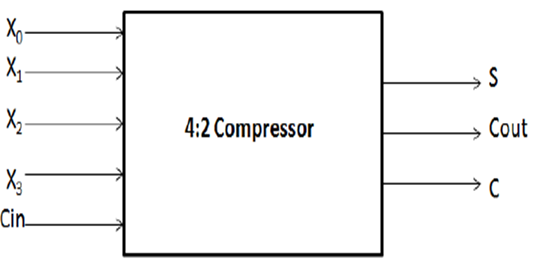 X₀
X₁
X₂
X₃
Cin
4:2 Compressor
S
Cout
C